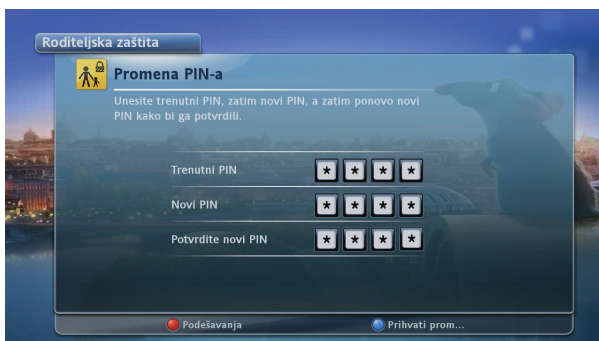 Roditeljska zaštita
Promena PIN-a
Unesite trenutni PIN, zatim novi PIN, a zatim ponovo novi
PIN kako bi ga potvrdili.
Trenutni PIN * * * *
Novi PIN * * * *
Potvrdite novi PIN * * * *
Podešavanja Prihvati prom...